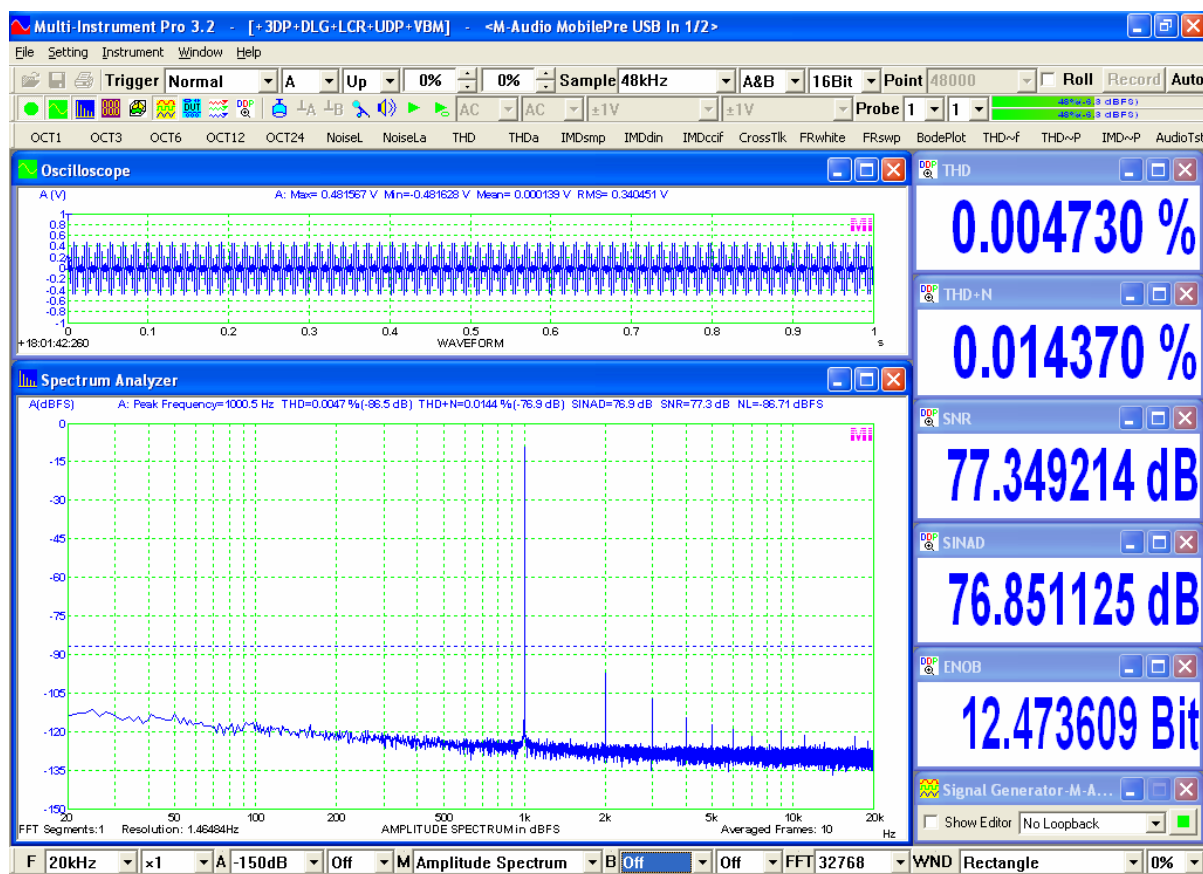 Multi-Instrument Pro 3.2 - [+3DP+DLG+LCR+UDP+VBM] - <M-Audio MobilePre USB In 1/2>
File Setting Instrument Window Help
Trigger Normal A Up 0% 0% Sample 48kHz A&B 16Bit Point 48000 Roll Record Auto
AC AC ±1V ±1V Probe 1 1
OCT1 OCT3 OCT6 OCT12 OCT24 NoiseL NoiseLa THD THDa IMDsmp IMDdin IMDccif CrossTlk FRwhite FRswp BodePlot THD~f THD~P IMD~P AudioTst
Oscilloscope
A (V)
A: Max= 0.481567 V Min=-0.481628 V Mean= 0.000139 V RMS= 0.340451 V
MI
1
0.8
0.6
0.4
0.2
0
-0.2
-0.4
-0.6
-0.8
-1
0 0.1 0.2 0.3 0.4 0.5 0.6 0.7 0.8 0.9 1
+18:01:42:260 WAVEFORM s
Spectrum Analyzer
A(dBFS)
A: Peak Frequency=1000.5 Hz THD=0.0047 %(-86.5 dB) THD+N=0.0144 %(-76.9 dB) SINAD=76.9 dB SNR=77.3 dB NL=-86.71 dBFS
MI
0
-15
-30
-45
-60
-75
-90
-105
-120
-135
-150
20 50 100 200 500 1k 2k 5k 10k 20k
FFT Segments:1 Resolution: 1.46484Hz AMPLITUDE SPECTRUM in dBFS Averaged Frames: 10 Hz
THD
0.004730 %
THD+N
0.014370 %
SNR
77.349214 dB
SINAD
76.851125 dB
ENOB
12.473609 Bit
Signal Generator-M-A...
Show Editor No Loopback
F 20kHz ×1 A -150dB Off M Amplitude Spectrum B Off Off FFT 32768 WND Rectangle 0%